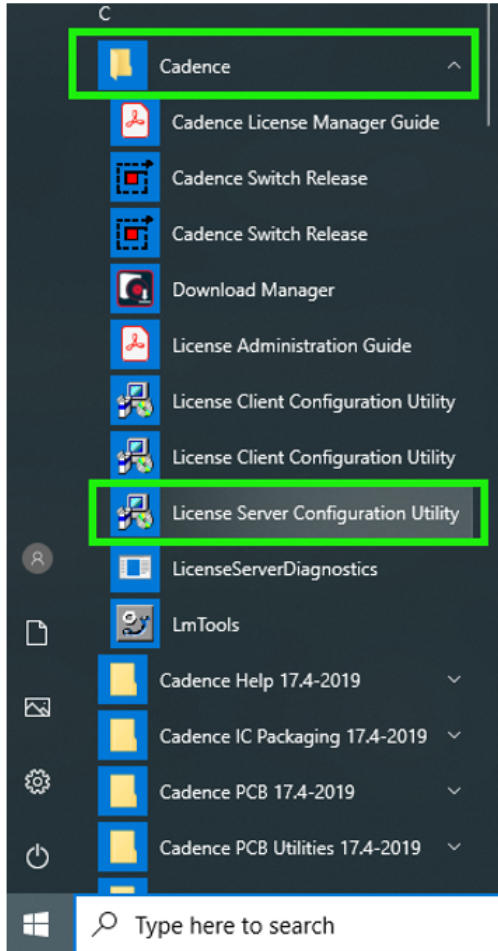 C
Cadence
Cadence License Manager Guide
Cadence Switch Release
Cadence Switch Release
Download Manager
License Administration Guide
License Client Configuration Utility
License Client Configuration Utility
License Server Configuration Utility
LicenseServerDiagnostics
LmTools
Cadence Help 17.4-2019
Cadence IC Packaging 17.4-2019
Cadence PCB 17.4-2019
Cadence PCB Utilities 17.4-2019
Type here to search